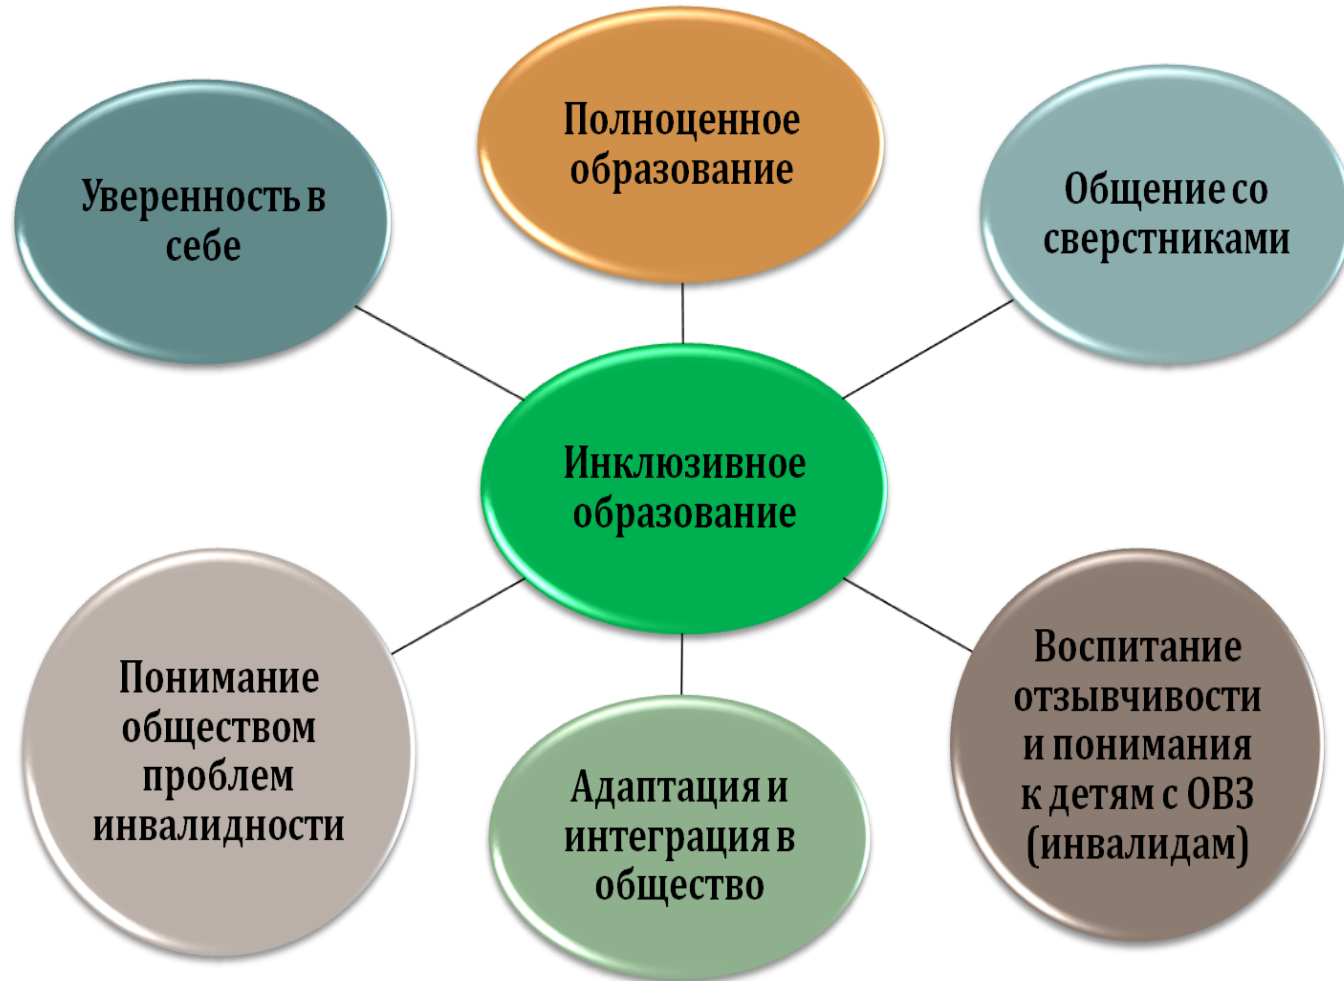 Полноценное
образование
Уверенность в
себе
Общение со
сверстниками
Инклюзивное
образование
Понимание
обществом
проблем
инвалидности
Адаптация и
интеграция в
общество
Воспитание
отзывчивости
и понимания
к детям с ОВЗ
(инвалидам)